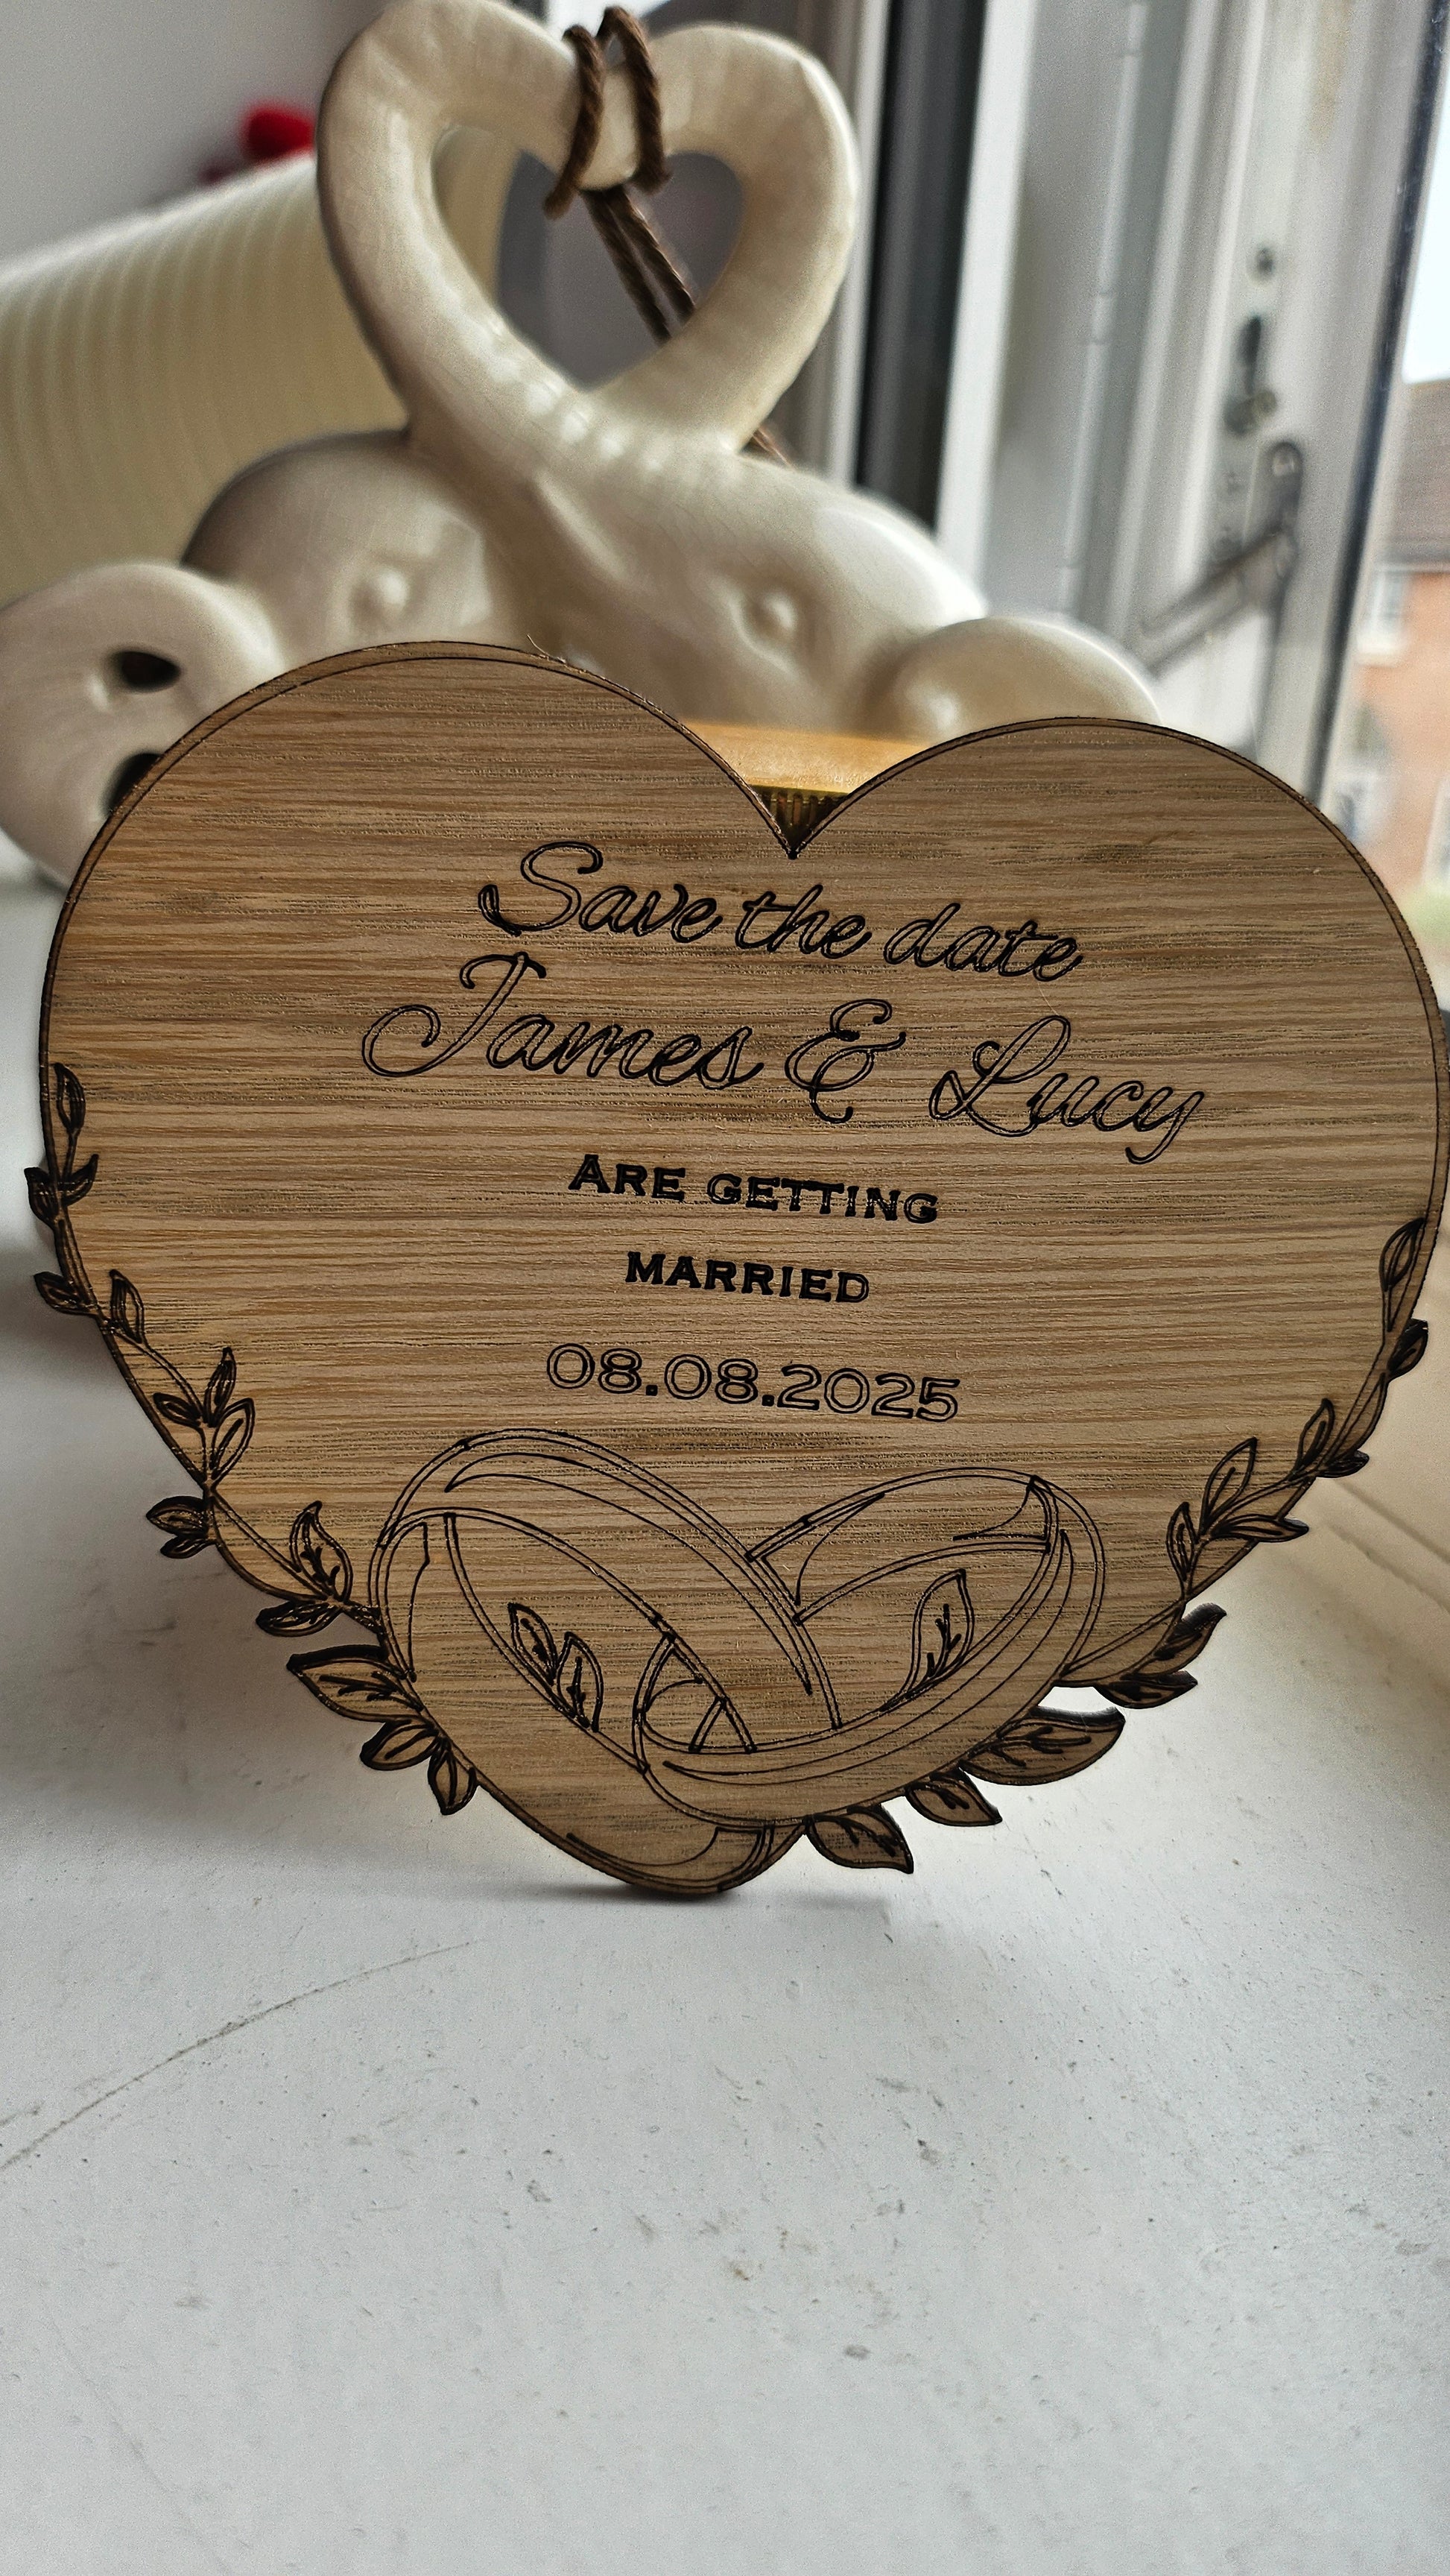 Save the date
James & Lucy
ARE GETTING
MARRIED
08.08.2025